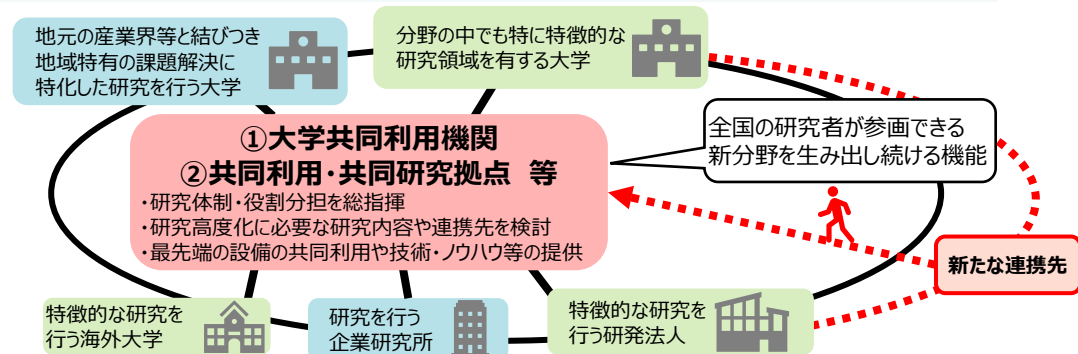 地元の産業界等と結びつき
地域特有の課題解決に
特化した研究を行う大学
分野の中でも特に特徴的な
研究領域を有する大学
①大学共同利用機関
②共同利用・共同研究拠点 等
・研究体制・役割分担を総指揮
・研究高度化に必要な研究内容や連携先を検討
・最先端の設備の共同利用や技術・ノウハウ等の提供
全国の研究者が参画できる
新分野を生み出し続ける機能
新たな連携先
特徴的な研究を
行う海外大学
研究を行う
企業研究所
特徴的な研究を
行う研発法人